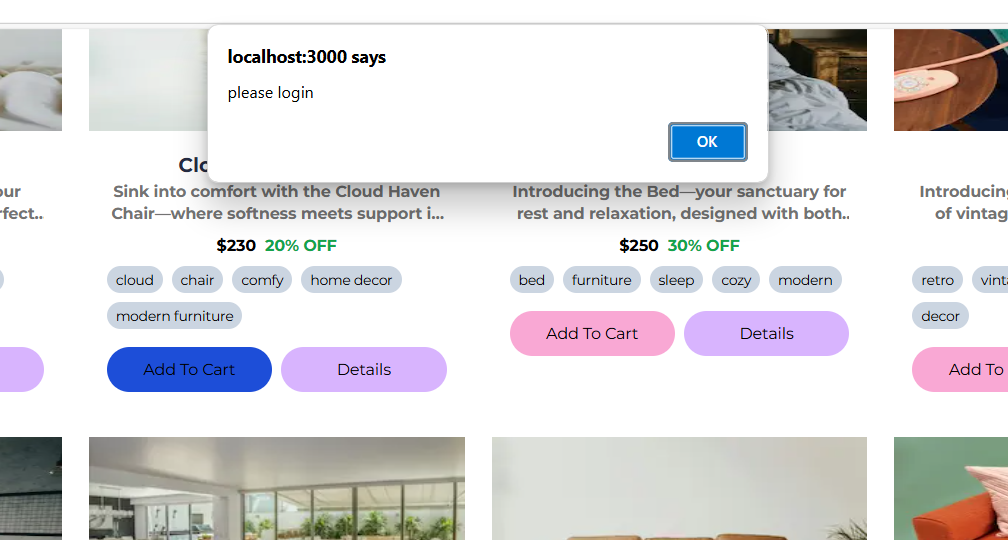 localhost:3000 says
please login
OK
Clo
Sink into comfort with the Cloud Haven
Chair—where softness meets support i...
$230 20% OFF
cloud chair comfy home decor
modern furniture
Add To Cart Details
Introducing the Bed—your sanctuary for
rest and relaxation, designed with both..
$250 30% OFF
bed furniture sleep cozy modern
Add To Cart Details
Introducin
of vintag
retro vinta
decor
Add To
our
rfect..